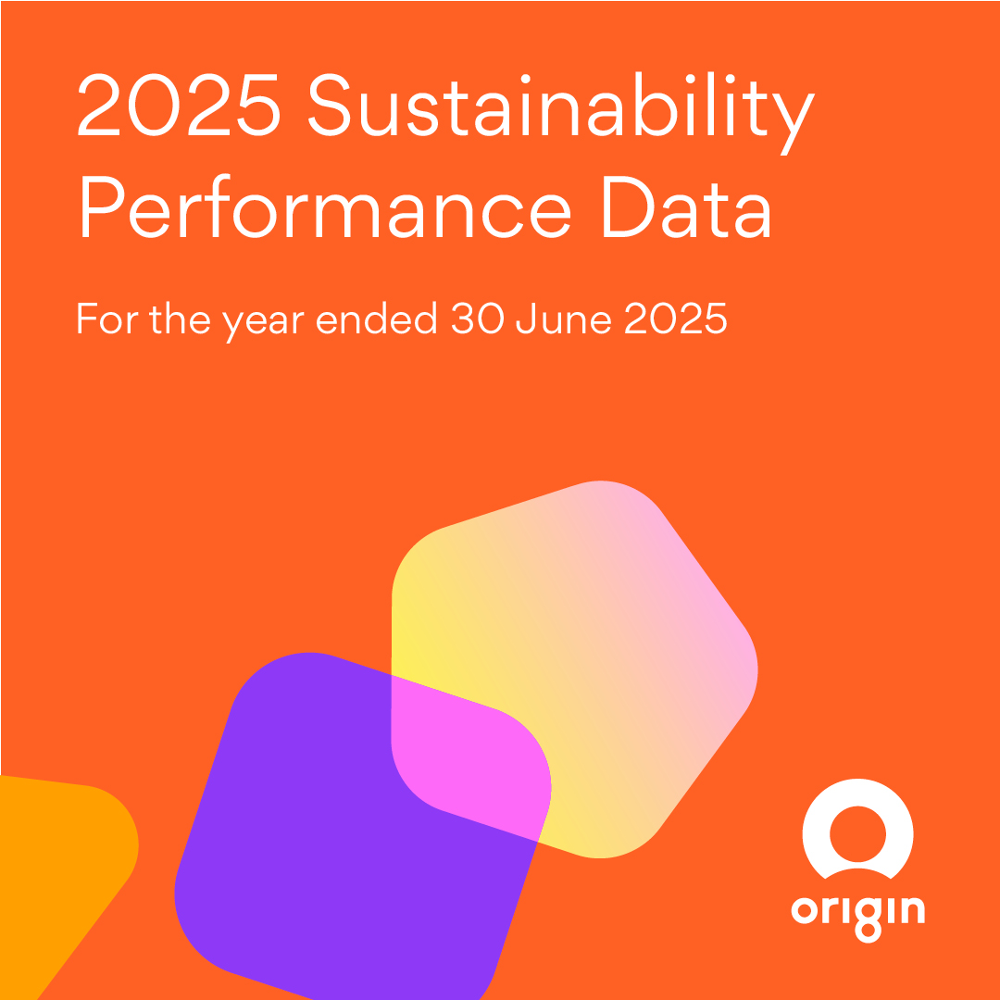 2025 Sustainability
Performance Data
For the year ended 30 June 2025
origin